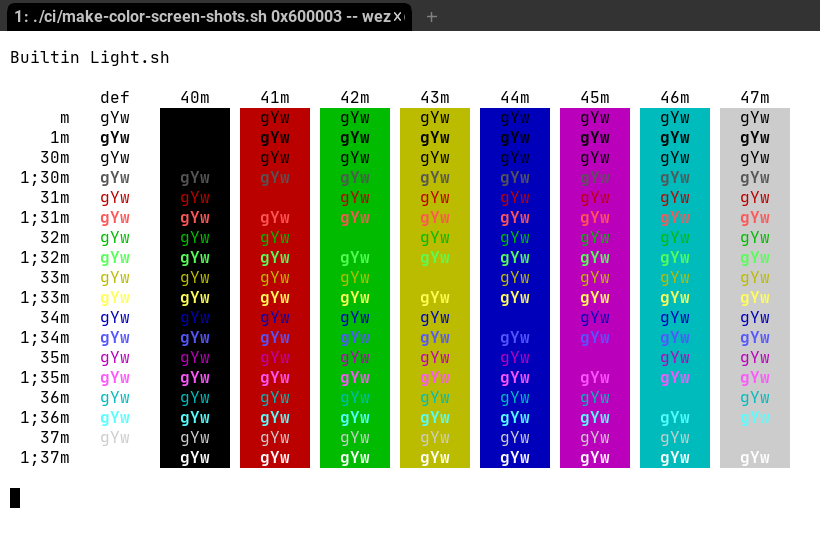 1: ./ci/make-color-screen-shots.sh 0x600003 -- wez
Builtin Light.sh
def 40m 41m 42m 43m 44m 45m 46m 47m
m gYw gYw gYw gYw gYw gYw gYw gYw
1m gYw gYw gYw gYw gYw gYw gYw gYw
30m gYw gYw gYw gYw gYw gYw gYw gYw
1;30m gYw gYw gYw gYw gYw gYw gYw gYw gYw
31m gYw gYw gYw gYw gYw gYw gYw gYw
1;31m gYw gYw gYw gYw gYw gYw gYw gYw gYw
32m gYw gYw gYw gYw gYw gYw gYw gYw
1;32m gYw gYw gYw gYw gYw gYw gYw gYw gYw
33m gYw gYw gYw gYw gYw gYw gYw gYw
1;33m gYw gYw gYw gYw gYw gYw gYw gYw gYw
34m gYw gYw gYw gYw gYw gYw gYw gYw
1;34m gYw gYw gYw gYw gYw gYw gYw gYw gYw
35m gYw gYw gYw gYw gYw gYw gYw gYw
1;35m gYw gYw gYw gYw gYw gYw gYw gYw gYw
36m gYw gYw gYw gYw gYw gYw gYw gYw
1;36m gYw gYw gYw gYw gYw gYw gYw gYw gYw
37m gYw gYw gYw gYw gYw gYw gYw gYw
1;37m gYw gYw gYw gYw gYw gYw gYw gYw